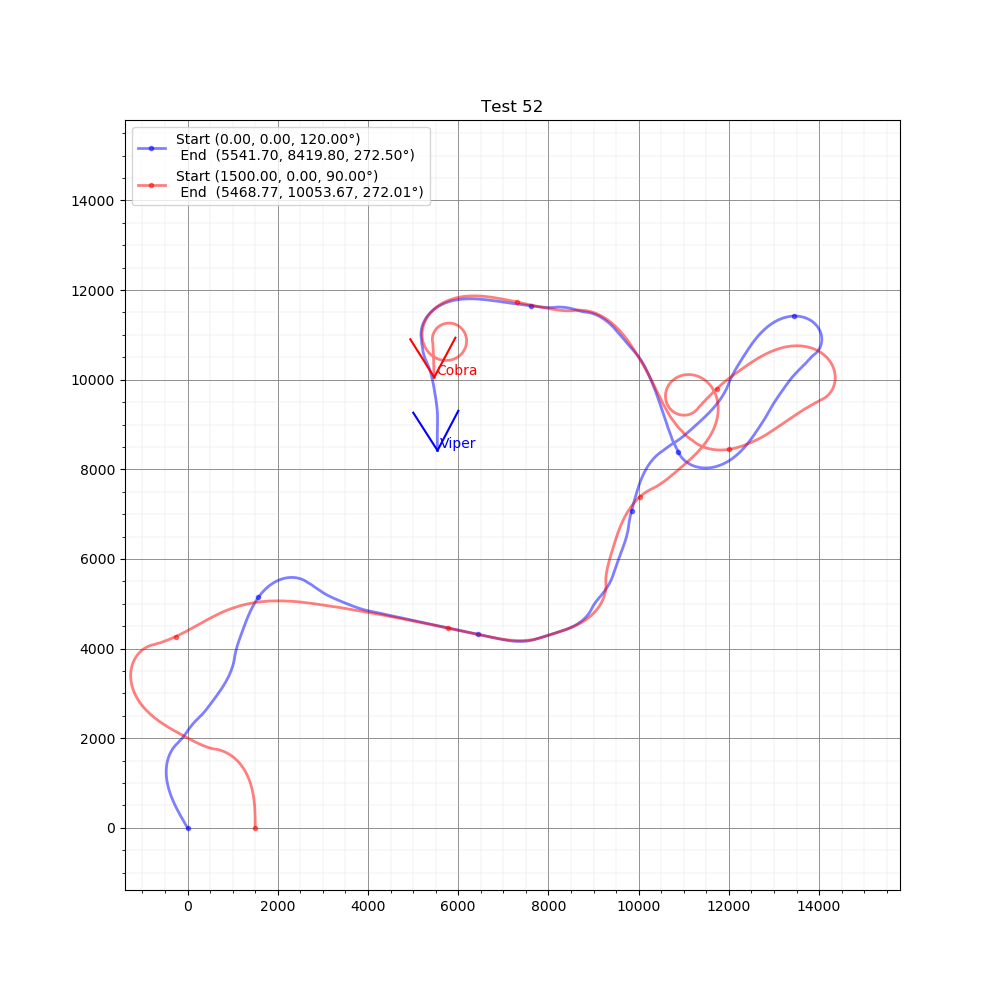 Test 52
Start (0.00, 0.00, 120.00°)
End (5541.70, 8419.80, 272.50°)
Start (1500.00, 0.00, 90.00°)
End (5468.77, 10053.67, 272.01°)
14000
12000
10000
Cobra
Viper
8000
6000
4000
2000
0
0 2000 4000 6000 8000 10000 12000 14000